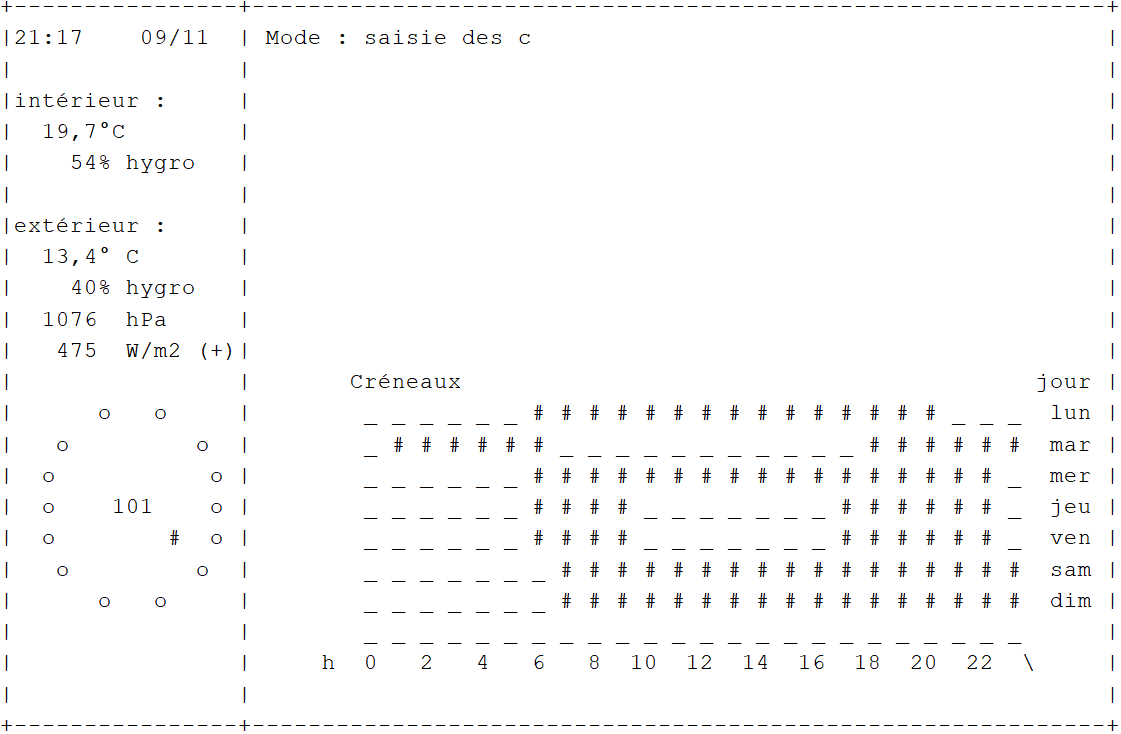 +----------------+-------------------------------------------------------------+
|21:17    09/11  | Mode : saisie des c                                         |
|                |                                                             |
|intérieur :     |                                                             |
|  19,7°C        |                                                             |
|    54% hygro   |                                                             |
|                |                                                             |
|extérieur :     |                                                             |
|  13,4° C       |                                                             |
|    40% hygro   |                                                             |
|  1076  hPa     |                                                             |
|   475  W/m2 (+)|                                                             |
|                |       Créneaux                                         jour |
|      o   o     |        _ _ _ _ _ _ # # # # # # # # # # # # # # # _ _ _  lun |
|   o         o  |        _ # # # # # # _ _ _ _ _ _ _ _ _ _ _ # # # # # #  mar |
|  o           o |        _ _ _ _ _ _ # # # # # # # # # # # # # # # # # _  mer |
|  o    101    o |        _ _ _ _ _ _ # # # # _ _ _ _ _ _ _ # # # # # # _  jeu |
|  o        #  o |        _ _ _ _ _ _ # # # # _ _ _ _ _ _ _ # # # # # # _  ven |
|   o         o  |        _ _ _ _ _ _ _ # # # # # # # # # # # # # # # # #  sam |
|      o   o     |        _ _ _ _ _ _ _ # # # # # # # # # # # # # # # # #  dim |
|                |        _ _ _ _ _ _ _ _ _ _ _ _ _ _ _ _ _ _ _ _ _ _ _ _      |
|                |     h  0   2   4   6   8  10  12  14  16  18  20  22  \     |
|                |                                                             |
+----------------+-------------------------------------------------------------+